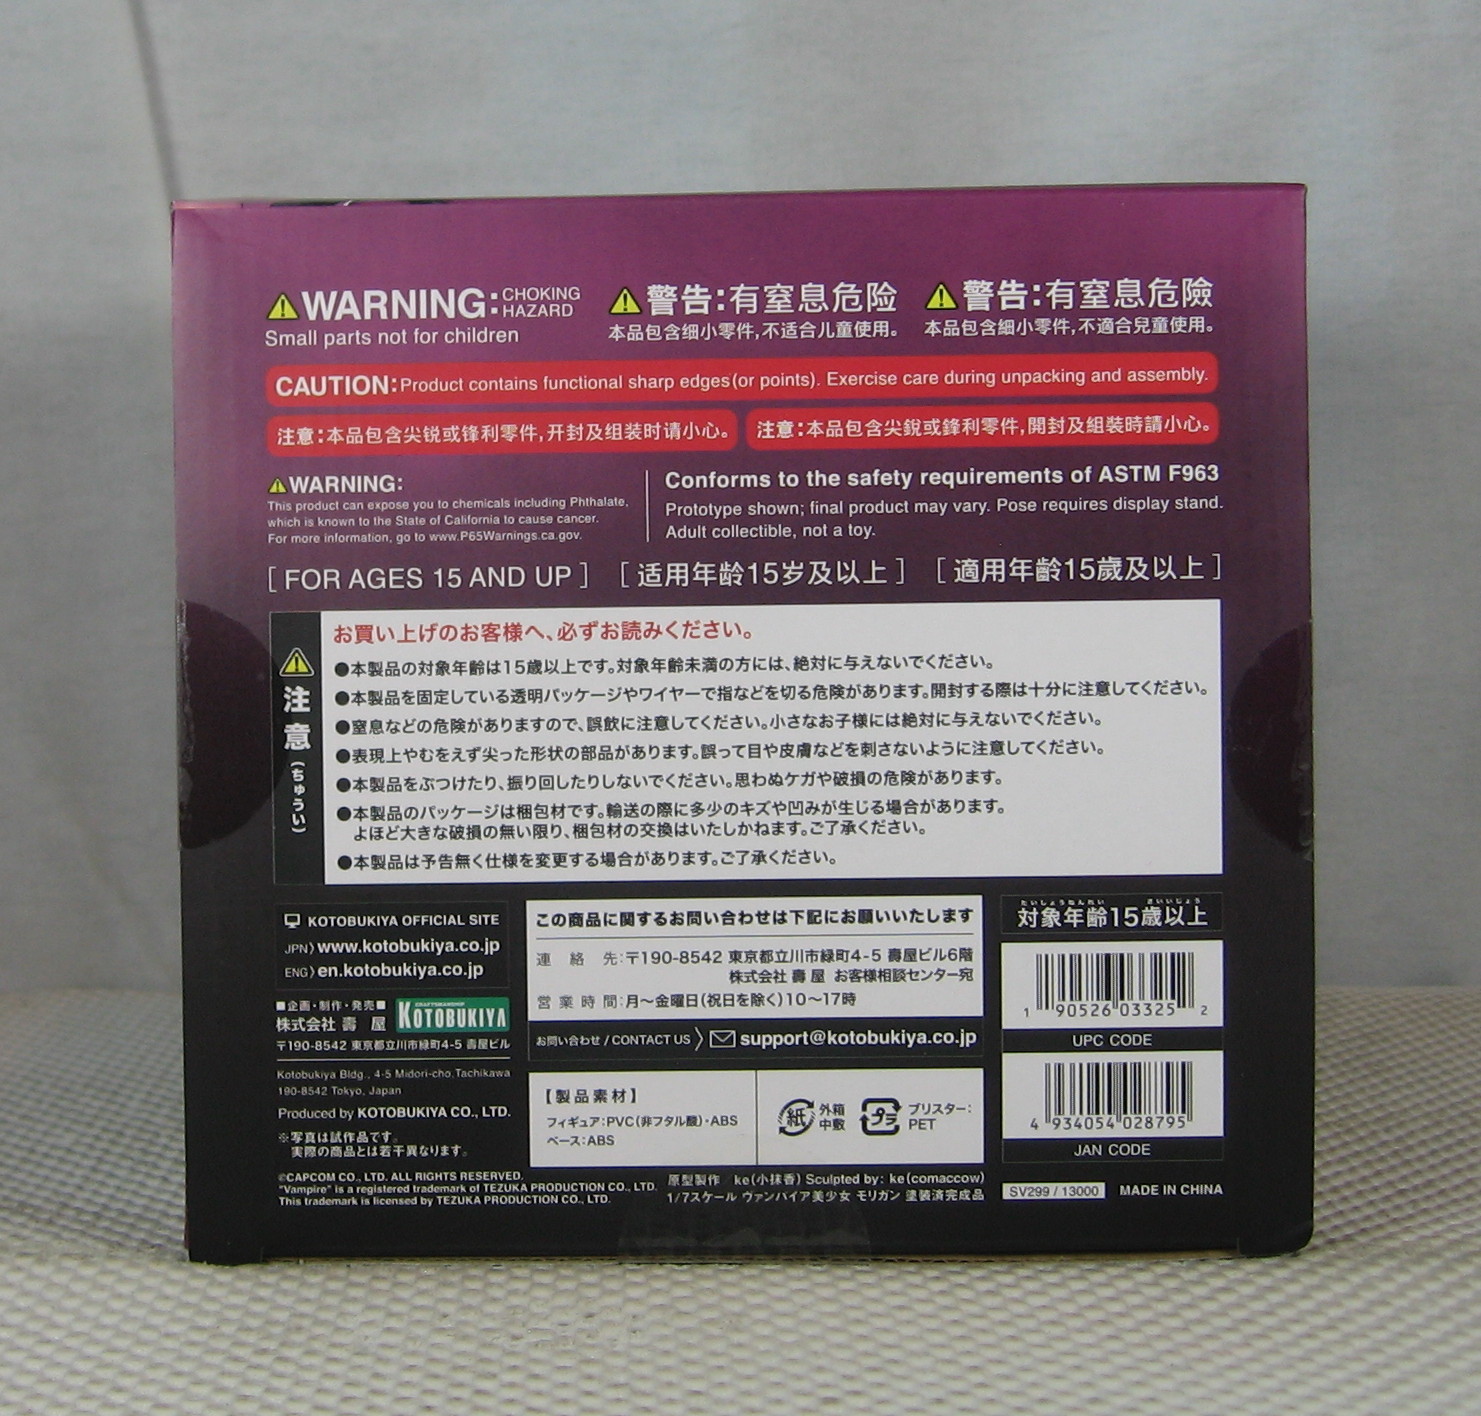 ⚠WARNING: CHOKING HAZARD
Small parts not for children
⚠警告:有窒息危险
本品包含细小零件,不适合儿童使用。
⚠警告:有窒息危險
本品包含細小零件,不適合兒童使用。
CAUTION:Product contains functional sharp edges(or points). Exercise care during unpacking and assembly.
注意:本品包含尖锐或锋利零件,开封及组装时请小心。
注意:本品包含尖銳或鋒利零件,開封及組裝時請小心。
⚠WARNING:
This product can expose you to chemicals including Phthalate,
which is known to the State of California to cause cancer.
For more information, go to www.P65Warnings.ca.gov.
Conforms to the safety requirements of ASTM F963
Prototype shown; final product may vary. Pose requires display stand.
Adult collectible, not a toy.
[ FOR AGES 15 AND UP ] [ 适用年龄15岁及以上 ] [ 適用年齡15歲及以上 ]
⚠注意(ちゅうい)
お買い上げのお客様へ、必ずお読みください。
●本製品の対象年齢は15歳以上です。対象年齢未満の方には、絶対に与えないでください。
●本製品を固定している透明パッケージやワイヤーで指などを切る危険があります。開封する際は十分に注意してください。
●窒息などの危険がありますので、誤飲に注意してください。小さなお子様には絶対に与えないでください。
●表現上やむをえず尖った形状の部品があります。誤って目や皮膚などを刺さないように注意してください。
●本製品をぶつけたり、振り回したりしないでください。思わぬケガや破損の危険があります。
●本製品のパッケージは梱包材です。輸送の際に多少のキズや凹みが生じる場合があります。
よほど大きな破損の無い限り、梱包材の交換はいたしかねます。ご了承ください。
●本製品は予告無く仕様を変更する場合があります。ご了承ください。
KOTOBUKIYA OFFICIAL SITE
JPN〉www.kotobukiya.co.jp
ENG〉en.kotobukiya.co.jp
■企画・制作・発売■
株式会社 壽 屋
CRAFTSMANSHIP
KOTOBUKIYA
〒190-8542 東京都立川市緑町4-5 壽屋ビル
Kotobukiya Bldg., 4-5 Midori-cho,Tachikawa
190-8542 Tokyo, Japan
Produced by KOTOBUKIYA CO., LTD.
※写真は試作品です。
実際の商品とは若干異なります。
この商品に関するお問い合わせは下記にお願いいたします
連絡先:〒190-8542 東京都立川市緑町4-5 壽屋ビル6階
株式会社 壽 屋 お客様相談センター宛
営業時間:月〜金曜日(祝日を除く)10〜17時
お問い合わせ / CONTACT US 〉 support@kotobukiya.co.jp
【製品素材】
フィギュア:PVC(非フタル酸)・ABS
ベース:ABS
紙 外箱
中敷
プラ ブリスター:
PET
たいしょうねんれい さいいじょう
対象年齢15歳以上
1 90526 03325 2
UPC CODE
4 934054 028795
JAN CODE
©CAPCOM CO., LTD. ALL RIGHTS RESERVED.
"Vampire" is a registered trademark of TEZUKA PRODUCTION CO., LTD.
This trademark is licensed by TEZUKA PRODUCTION CO., LTD.
原型製作 ke(小抹香) Sculpted by: ke(comaccow)
1/7スケール ヴァンパイア美少女 モリガン 塗装済完成品
SV299 / 13000 MADE IN CHINA